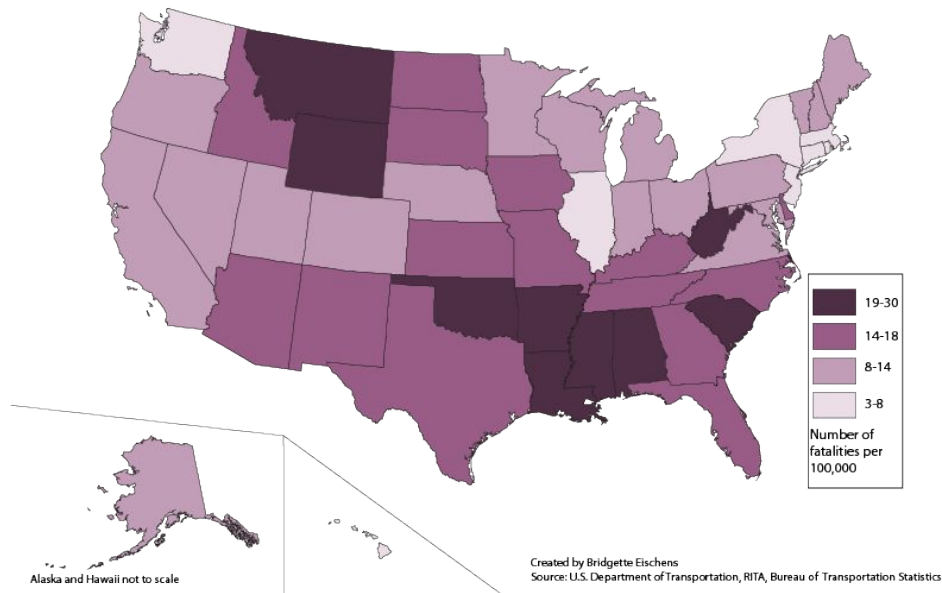 19-30
14-18
8-14
3-8
Number of
fatalities per
100,000
Alaska and Hawaii not to scale
Created by Bridgette Eischens
Source: U.S. Department of Transportation, RITA, Bureau of Transportation Statistics